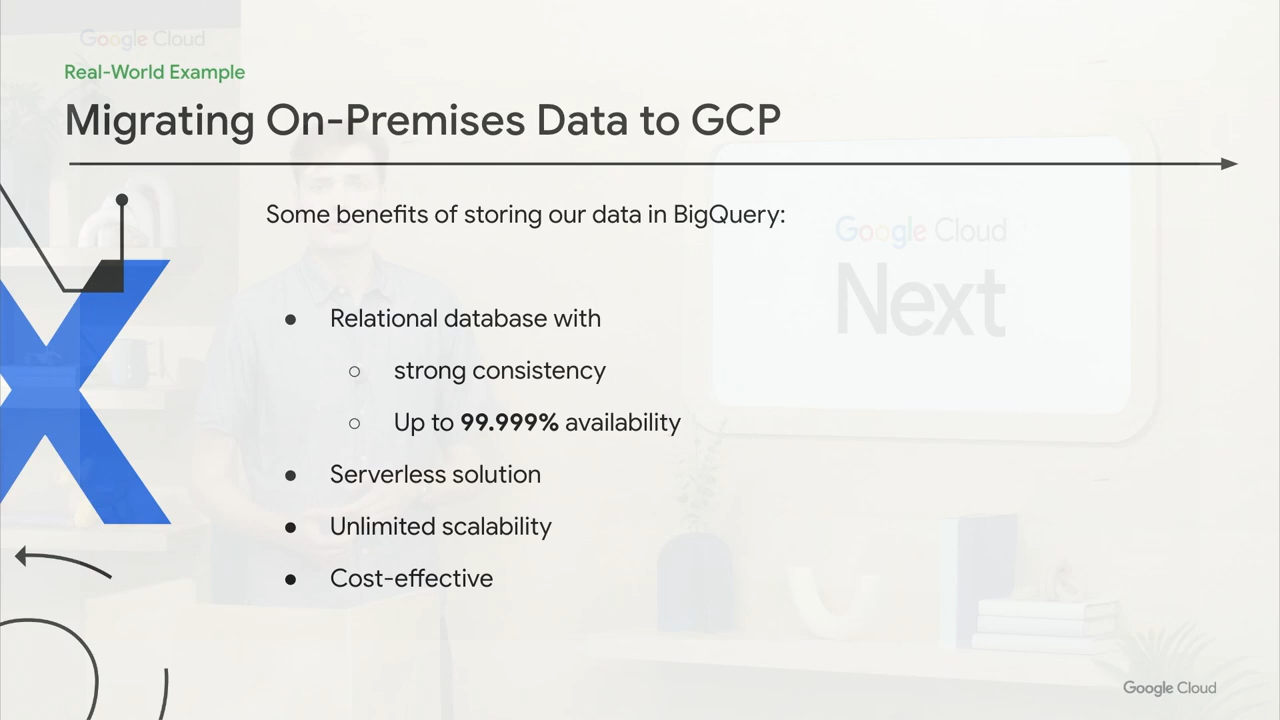 Google Cloud
Real-World Example
Migrating On-Premises Data to GCP
Some benefits of storing our data in BigQuery:
Google Cloud
Next
● Relational database with
○ strong consistency
○ Up to 99.999% availability
● Serverless solution
● Unlimited scalability
● Cost-effective
Google Cloud